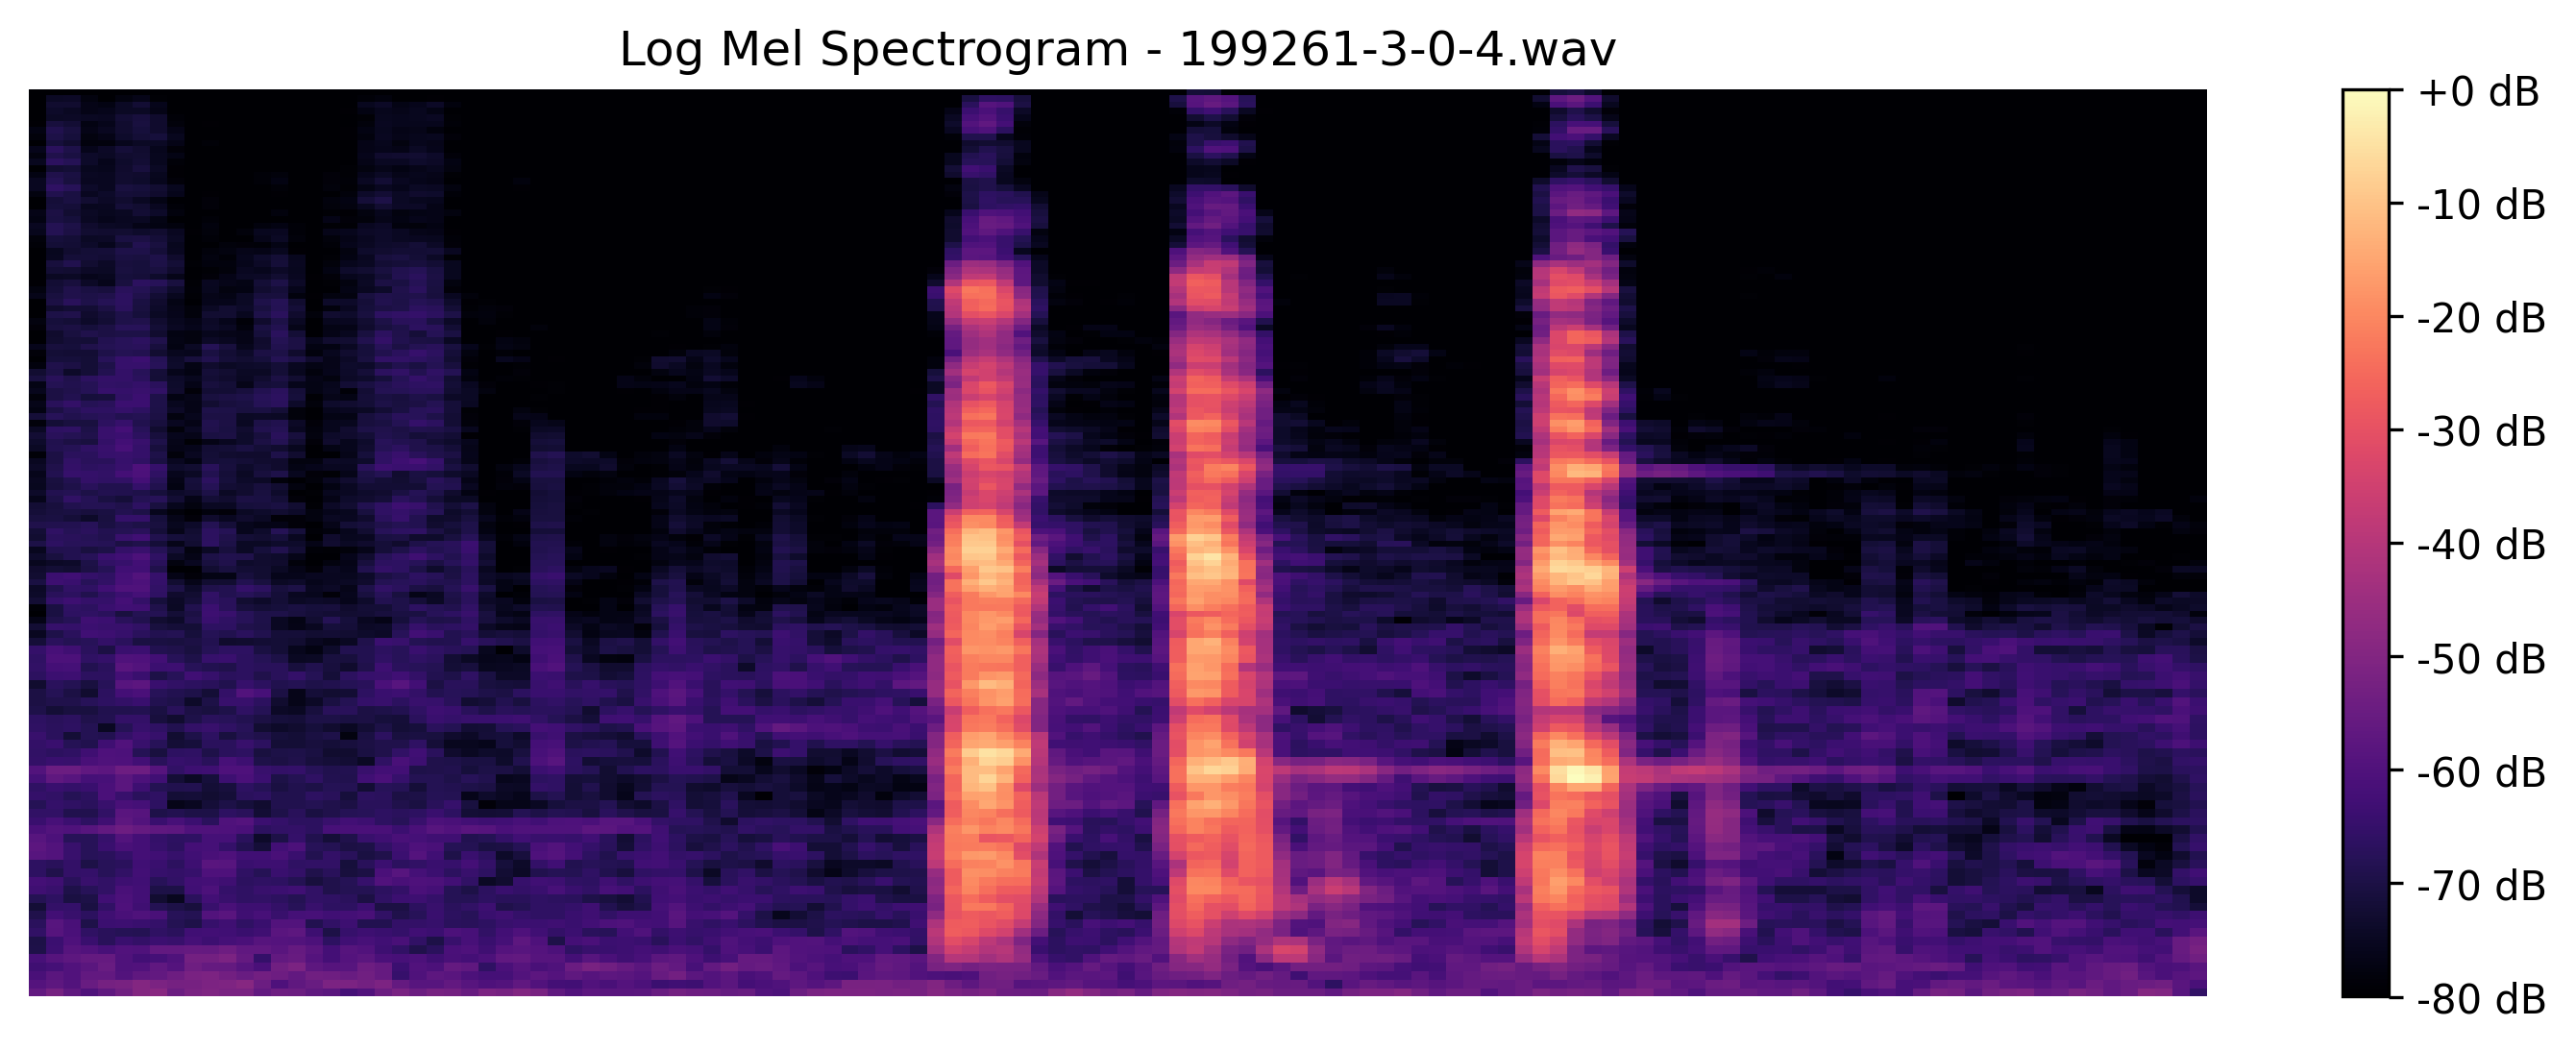 Log Mel Spectrogram - 199261-3-0-4.wav
+0 dB
-10 dB
-20 dB
-30 dB
-40 dB
-50 dB
-60 dB
-70 dB
-80 dB